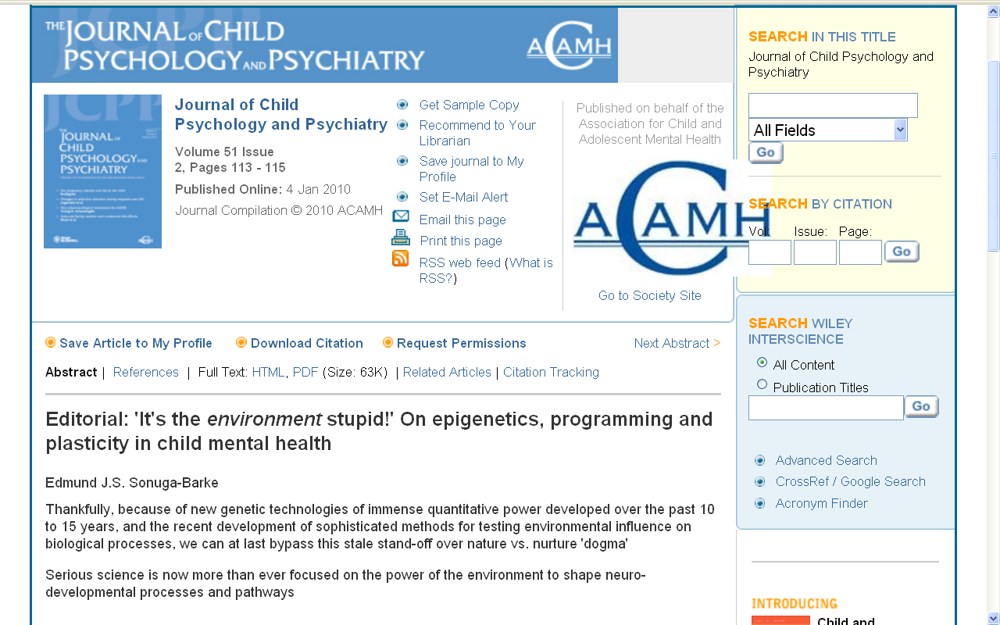 THE JOURNAL OF CHILD
PSYCHOLOGY AND PSYCHIATRY
ACAMH
JCPP
THE
JOURNAL OF
CHILD
PSYCHOLOGY AND
PSYCHIATRY
Journal of Child
Psychology and Psychiatry
Volume 51 Issue
2, Pages 113 - 115
Published Online: 4 Jan 2010
Journal Compilation © 2010 ACAMH
Get Sample Copy
Recommend to Your
Librarian
Save journal to My
Profile
Set E-Mail Alert
Email this page
Print this page
RSS web feed (What is
RSS?)
Published on behalf of the
Association for Child and
Adolescent Mental Health
ACAMH
Go to Society Site
Save Article to My Profile
Download Citation
Request Permissions
Next Abstract >
Abstract | References | Full Text: HTML, PDF (Size: 63K) | Related Articles | Citation Tracking
Editorial: 'It's the environment stupid!' On epigenetics, programming and
plasticity in child mental health
Edmund J.S. Sonuga-Barke
Thankfully, because of new genetic technologies of immense quantitative power developed over the past 10
to 15 years, and the recent development of sophisticated methods for testing environmental influence on
biological processes, we can at last bypass this stale stand-off over nature vs. nurture 'dogma'
Serious science is now more than ever focused on the power of the environment to shape neuro-
developmental processes and pathways
SEARCH IN THIS TITLE
Journal of Child Psychology and
Psychiatry
All Fields
Go
SEARCH BY CITATION
Vol: Issue: Page:
Go
SEARCH WILEY
INTERSCIENCE
All Content
Publication Titles
Go
Advanced Search
CrossRef / Google Search
Acronym Finder
INTRODUCING
Child and